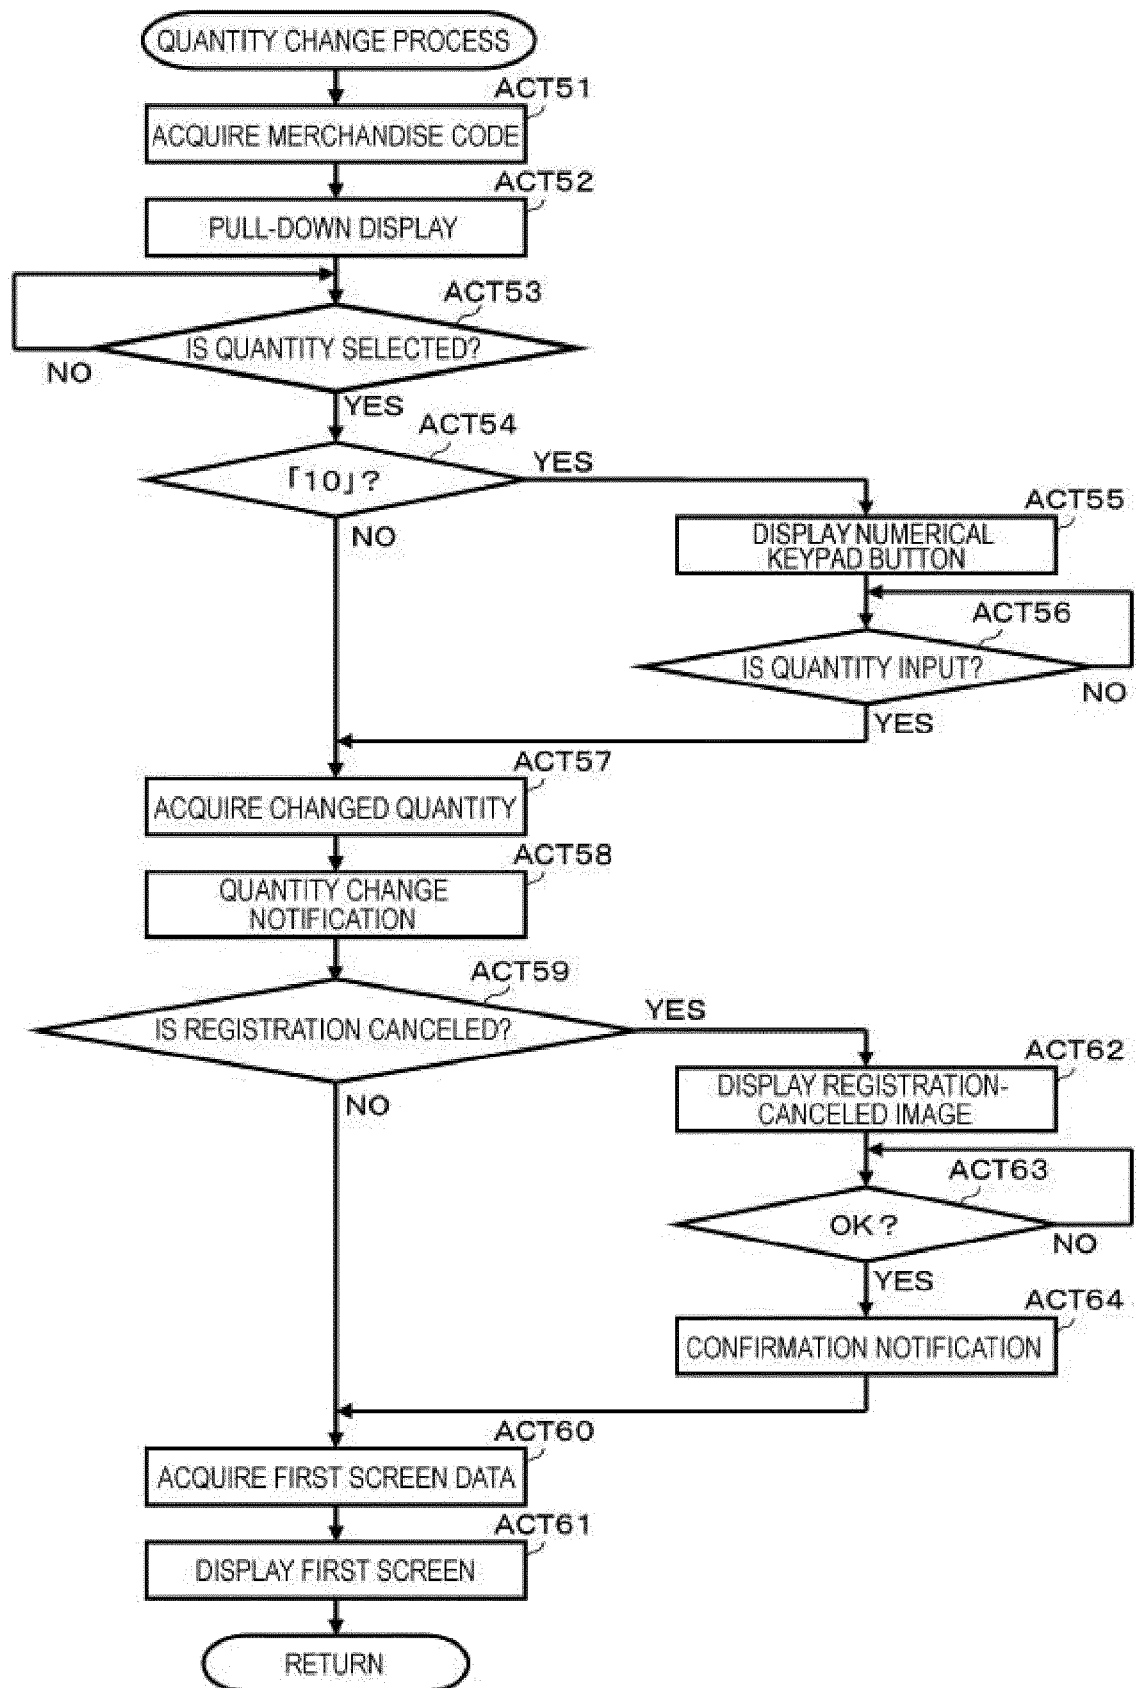 QUANTITY CHANGE PROCESS
ACT51
ACQUIRE MERCHANDISE CODE
ACT52
PULL-DOWN DISPLAY
ACT53
IS QUANTITY SELECTED?
NO
YES
ACT54
「10」?
YES
NO
ACT55
DISPLAY NUMERICAL
KEYPAD BUTTON
ACT56
IS QUANTITY INPUT?
NO
YES
ACT57
ACQUIRE CHANGED QUANTITY
ACT58
QUANTITY CHANGE
NOTIFICATION
ACT59
IS REGISTRATION CANCELED?
YES
NO
ACT62
DISPLAY REGISTRATION-
CANCELED IMAGE
ACT63
OK?
NO
YES
ACT64
CONFIRMATION NOTIFICATION
ACT60
ACQUIRE FIRST SCREEN DATA
ACT61
DISPLAY FIRST SCREEN
RETURN